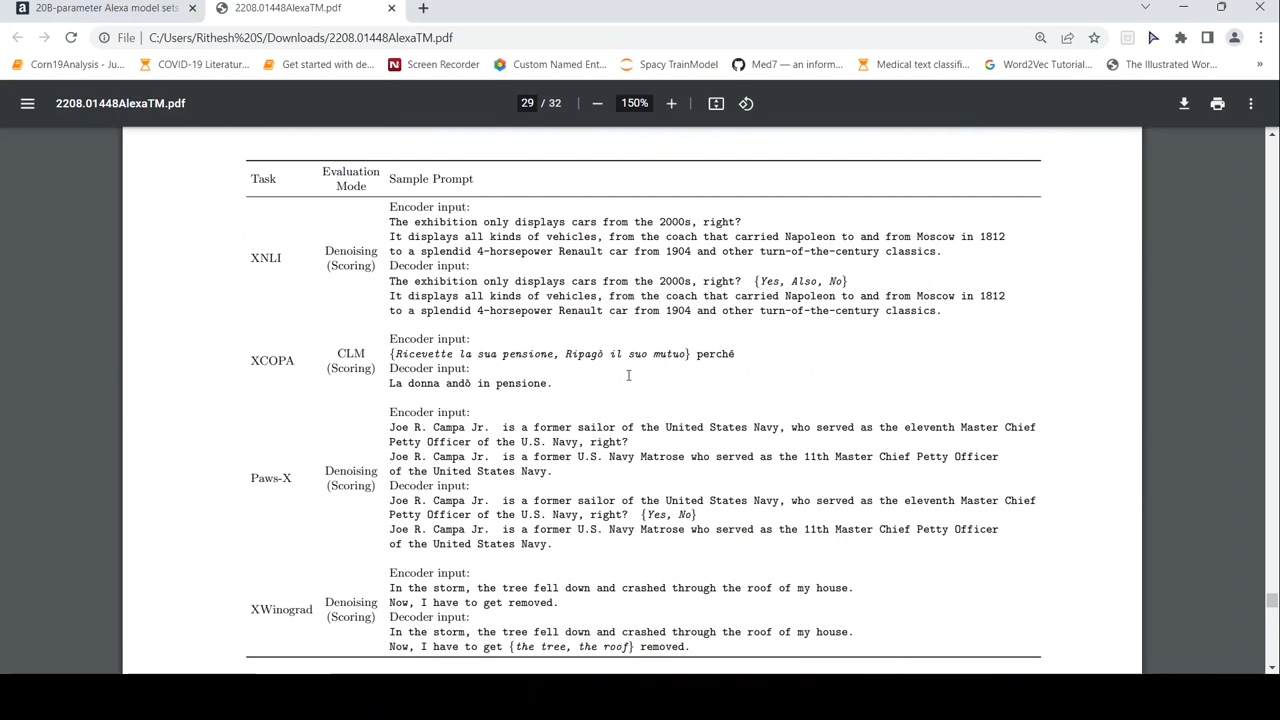 20B-parameter Alexa model sets
2208.01448AlexaTM.pdf
File C:/Users/Rithesh%20S/Downloads/2208.01448AlexaTM.pdf
Corn19Analysis - Ju... COVID-19 Literatur... Get started with de... Screen Recorder Custom Named Ent... Spacy TrainModel Med7 — an inform... Medical text classifi... Word2Vec Tutorial... The Illustrated Wor... »
2208.01448AlexaTM.pdf 29 / 32 150%
Task Evaluation Mode Sample Prompt
XNLI
Denoising
(Scoring)
Encoder input:
The exhibition only displays cars from the 2000s, right?
It displays all kinds of vehicles, from the coach that carried Napoleon to and from Moscow in 1812
to a splendid 4-horsepower Renault car from 1904 and other turn-of-the-century classics.
Decoder input:
The exhibition only displays cars from the 2000s, right? {Yes, Also, No}
It displays all kinds of vehicles, from the coach that carried Napoleon to and from Moscow in 1812
to a splendid 4-horsepower Renault car from 1904 and other turn-of-the-century classics.
XCOPA
CLM
(Scoring)
Encoder input:
{Ricevette la sua pensione, Ripagò il suo mutuo} perché
Decoder input:
La donna andò in pensione.
Paws-X
Denoising
(Scoring)
Encoder input:
Joe R. Campa Jr. is a former sailor of the United States Navy, who served as the eleventh Master Chief
Petty Officer of the U.S. Navy, right?
Joe R. Campa Jr. is a former U.S. Navy Matrose who served as the 11th Master Chief Petty Officer
of the United States Navy.
Decoder input:
Joe R. Campa Jr. is a former sailor of the United States Navy, who served as the eleventh Master Chief
Petty Officer of the U.S. Navy, right? {Yes, No}
Joe R. Campa Jr. is a former U.S. Navy Matrose who served as the 11th Master Chief Petty Officer
of the United States Navy.
XWinograd
Denoising
(Scoring)
Encoder input:
In the storm, the tree fell down and crashed through the roof of my house.
Now, I have to get removed.
Decoder input:
In the storm, the tree fell down and crashed through the roof of my house.
Now, I have to get {the tree, the roof} removed.